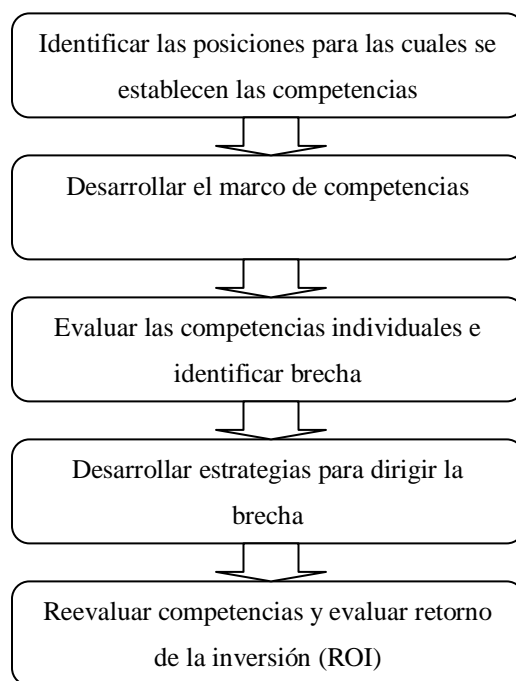 Identificar las posiciones para las cuales se
establecen las competencias
Desarrollar el marco de competencias
Evaluar las competencias individuales e
identificar brecha
Desarrollar estrategias para dirigir la
brecha
Reevaluar competencias y evaluar retorno
de la inversión (ROI)